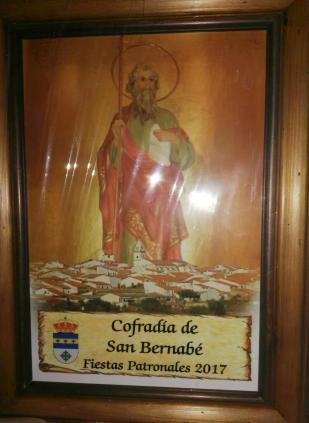 Cofradía de
San Bernabé
Fiestas Patronales 2017